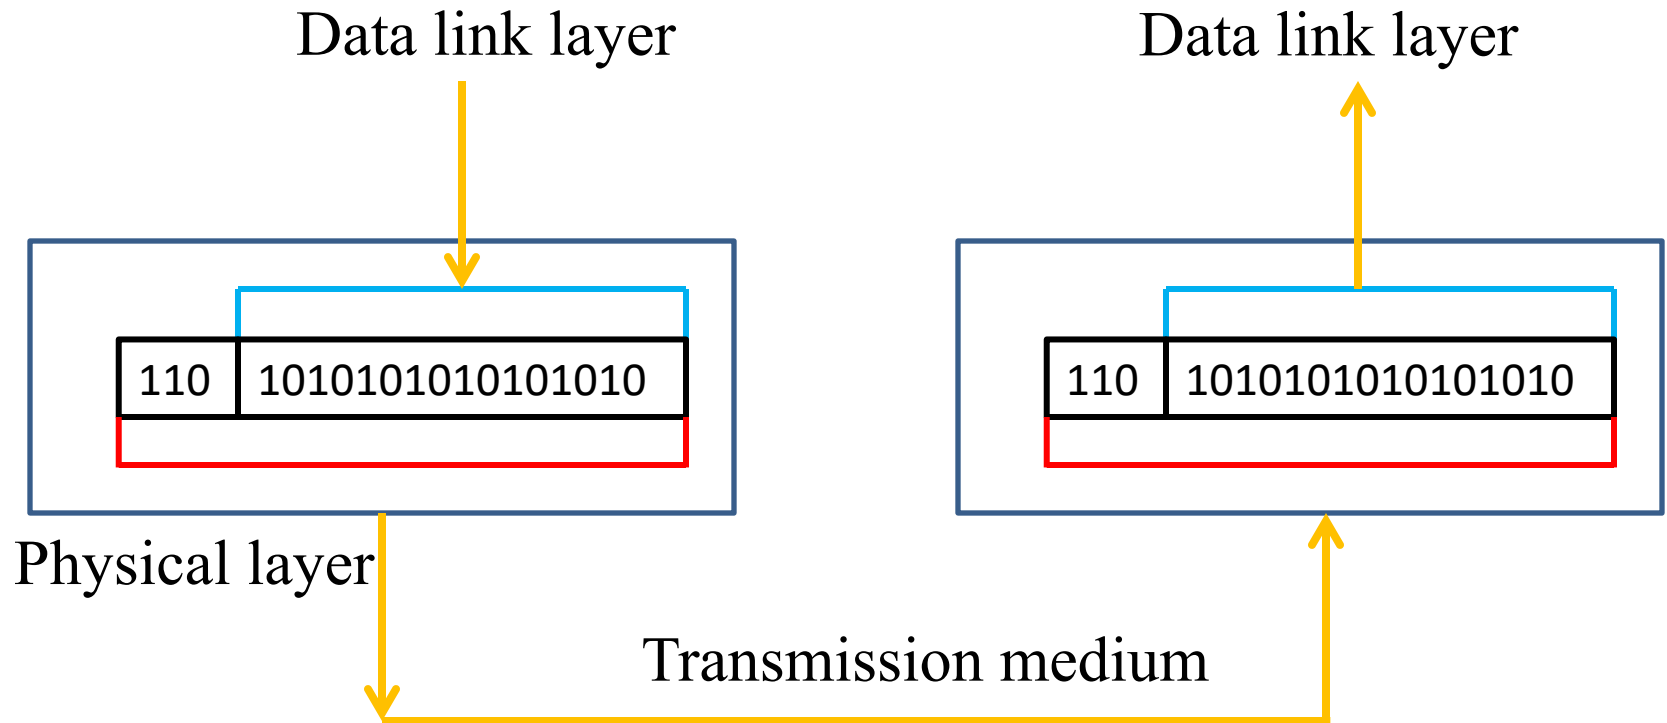 Data link layer Data link layer
110 1010101010101010 110 1010101010101010
Physical layer
Transmission medium